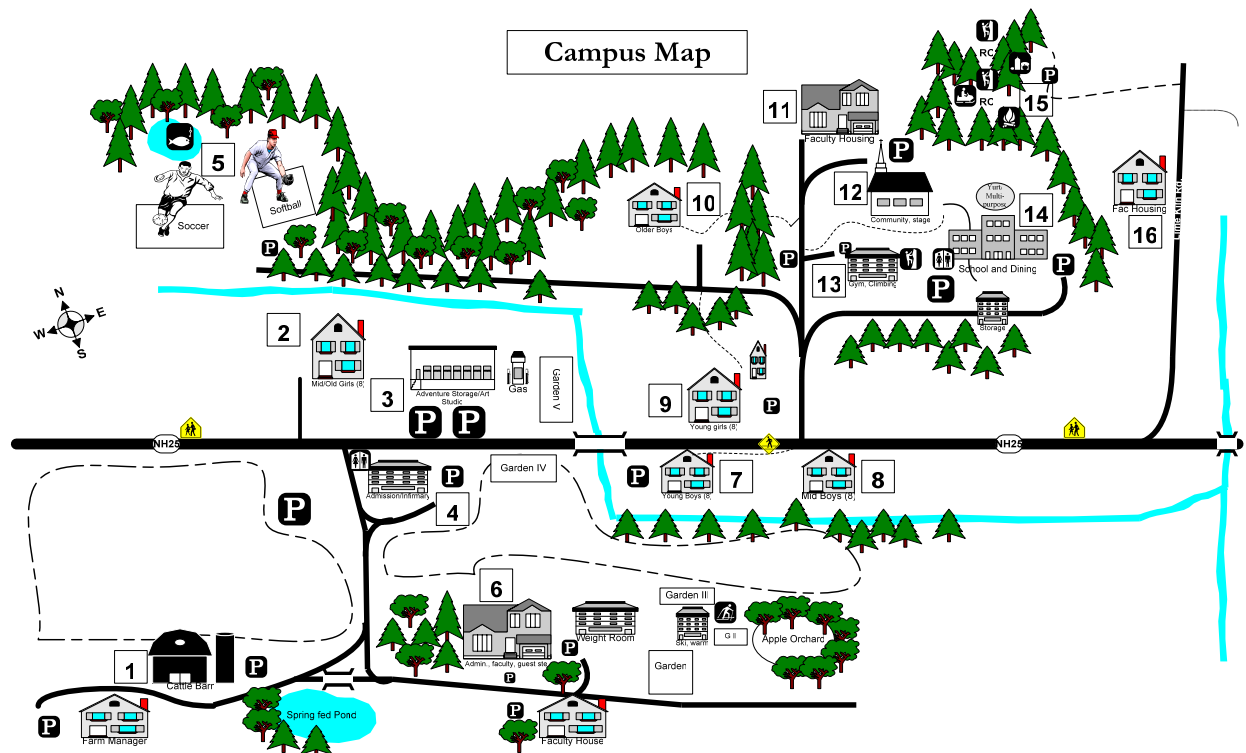 Campus Map
RC
RC
15
11
Faculty Housing
5
Soccer
Softball
12
Community, stage
Yurt-
Multi-
purpose
14
School and Dining
Fac Housing
16
10
Older Boys
13
Gym, Climbing
Storage
N
E
W
S
2
Mid/Old Girls (8)
3
Adventure Storage/Art
Studio
Gas
Garden V
9
Young girls (8)
P
P
P
P
P
P
P
P
P
P
NH25
NH25
Admission/Infirmary
4
P
P
Garden IV
P
Young Boys (8)
7
Mid Boys (8)
8
6
Admin., faculty, guest ste
Weight Room
Garden III
G II
Ski, warm
Garden
Apple Orchard
1
Cattle Barr
P
P
P
Farm Manager
P
Spring fed Pond
P
Faculty House